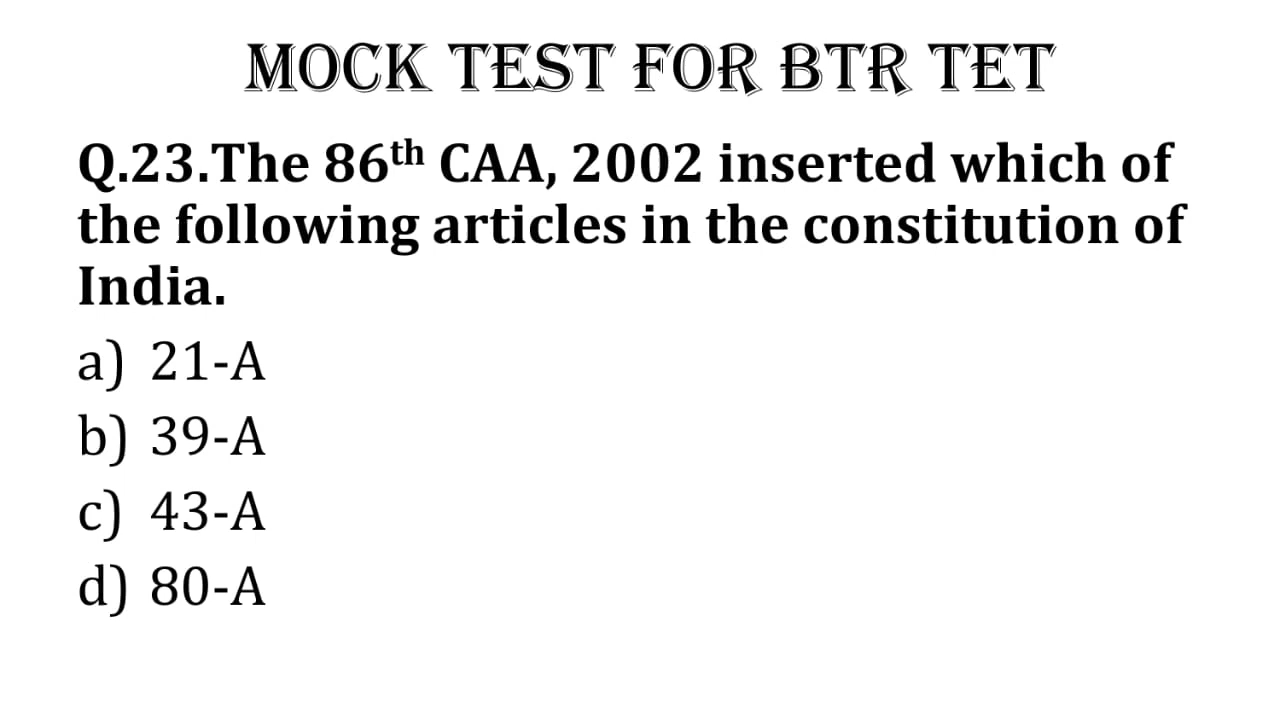 MOCK TEST FOR BTR TET
Q.23.The 86th CAA, 2002 inserted which of
the following articles in the constitution of
India.
a) 21-A
b) 39-A
c) 43-A
d) 80-A